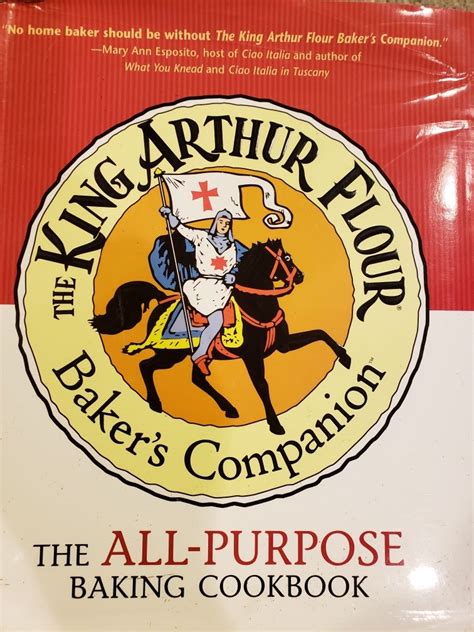 "No home baker should be without The King Arthur Flour Baker's Companion."
—Mary Ann Esposito, host of Ciao Italia and author of
What You Knead and Ciao Italia in Tuscany
THE KING ARTHUR FLOUR®
Baker's Companion™
THE ALL-PURPOSE
BAKING COOKBOOK